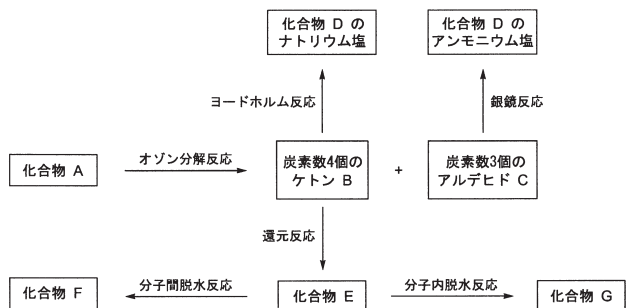 化合物 D の
ナトリウム塩
化合物 D の
アンモニウム塩
ヨードホルム反応
銀鏡反応
化合物 A
オゾン分解反応
炭素数4個の
ケトン B
+
炭素数3個の
アルデヒド C
還元反応
化合物 F
分子間脱水反応
化合物 E
分子内脱水反応
化合物 G